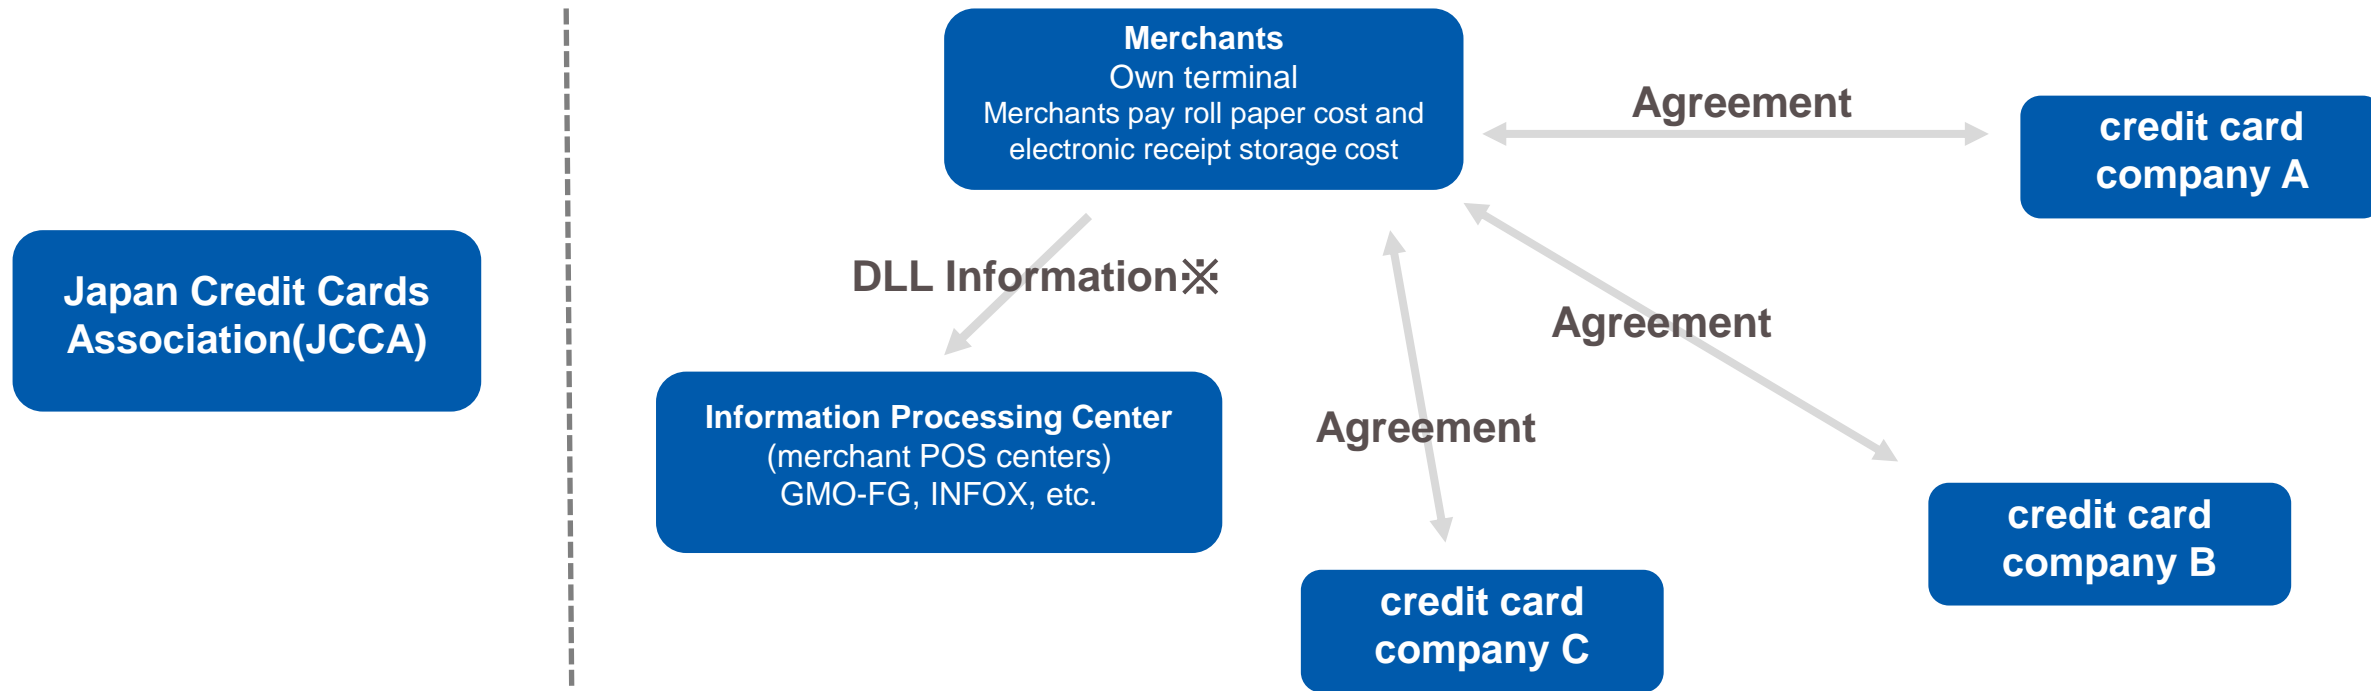 Merchants
Own terminal
Merchants pay roll paper cost and
electronic receipt storage cost
Agreement
credit card
company A
Japan Credit Cards
Association(JCCA)
DLL Information※
Agreement
Information Processing Center
(merchant POS centers)
GMO-FG, INFOX, etc.
Agreement
credit card
company B
credit card
company C